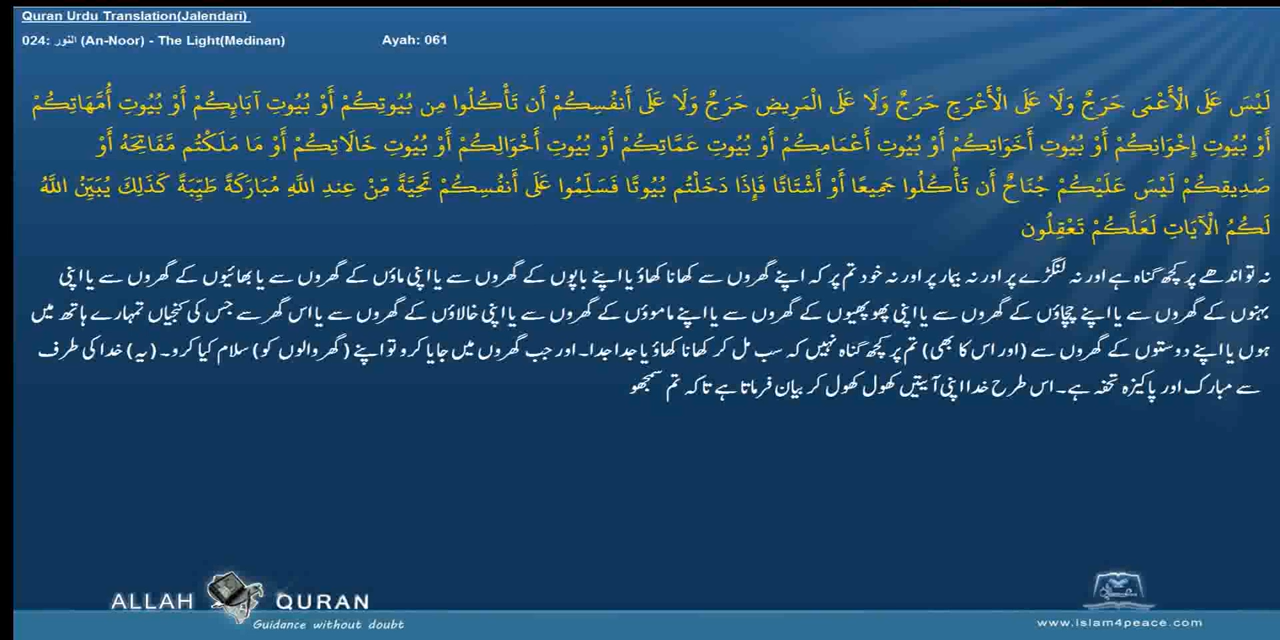 Quran Urdu Translation(Jalendari)
024: النور (An-Noor) - The Light(Medinan) Ayah: 061
لَيْسَ عَلَى الْأَعْمَى حَرَجٌ وَلَا عَلَى الْأَعْرَجِ حَرَجٌ وَلَا عَلَى الْمَرِيضِ حَرَجٌ وَلَا عَلَى أَنفُسِكُمْ أَن تَأْكُلُوا مِن بُيُوتِكُمْ أَوْ بُيُوتِ آبَائِكُمْ أَوْ بُيُوتِ أُمَّهَاتِكُمْ
أَوْ بُيُوتِ إِخْوَانِكُمْ أَوْ بُيُوتِ أَخَوَاتِكُمْ أَوْ بُيُوتِ أَعْمَامِكُمْ أَوْ بُيُوتِ عَمَّاتِكُمْ أَوْ بُيُوتِ أَخْوَالِكُمْ أَوْ بُيُوتِ خَالَاتِكُمْ أَوْ مَا مَلَكْتُم مَّفَاتِحَهُ أَوْ
صَدِيقِكُمْ لَيْسَ عَلَيْكُمْ جُنَاحٌ أَن تَأْكُلُوا جَمِيعًا أَوْ أَشْتَاتًا فَإِذَا دَخَلْتُم بُيُوتًا فَسَلِّمُوا عَلَى أَنفُسِكُمْ تَحِيَّةً مِّنْ عِندِ اللَّهِ مُبَارَكَةً طَيِّبَةً كَذَلِكَ يُبَيِّنُ اللَّهُ
لَكُمُ الْآيَاتِ لَعَلَّكُمْ تَعْقِلُون
نہ تو اندھے پر کچھ گناہ ہے اور نہ لنگڑے پر اور نہ بیمار پر اور نہ خود تم پر کہ اپنے گھروں سے کھانا کھاؤ یا اپنے باپوں کے گھروں سے یا اپنی ماؤں کے گھروں سے یا بھائیوں کے گھروں سے یا اپنی
بہنوں کے گھروں سے یا اپنے چچاؤں کے گھروں سے یا اپنی پھوپھیوں کے گھروں سے یا اپنے ماموؤں کے گھروں سے یا اپنی خالاؤں کے گھروں سے یا اس گھر سے جس کی کنجیاں تمہارے ہاتھ میں
ہوں یا اپنے دوستوں کے گھروں سے (اور اس کا بھی) تم پر کچھ گناہ نہیں کہ سب مل کر کھانا کھاؤ یا جدا جدا۔ اور جب گھروں میں جایا کرو تو اپنے (گھر والوں کو) سلام کیا کرو۔ (یہ) خدا کی طرف
سے مبارک اور پاکیزہ تحفہ ہے۔ اس طرح خدا اپنی آیتیں کھول کھول کر بیان فرماتا ہے تاکہ تم سمجھو
ALLAH QURAN
Guidance without doubt
www.islam4peace.com